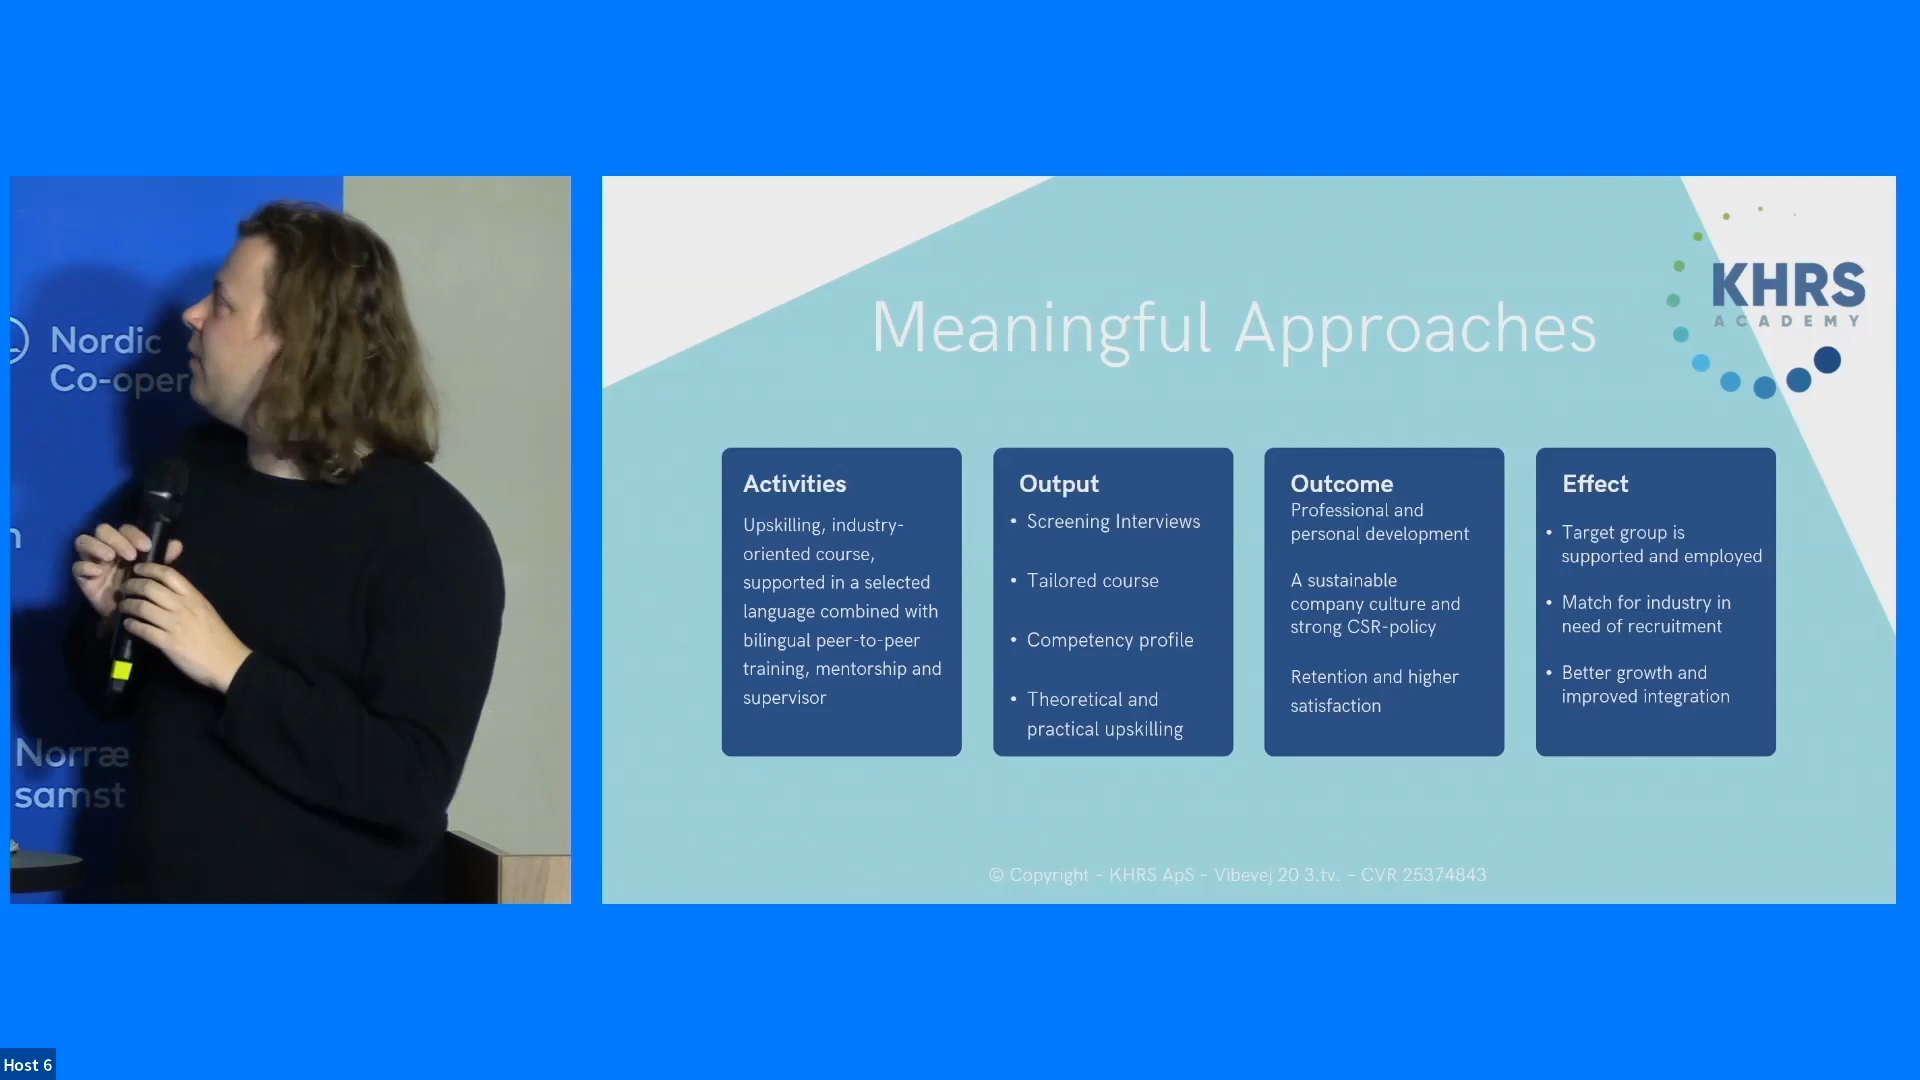 Nordic
Co-oper
n
Norræ
samst
KHRS
ACADEMY
Meaningful Approaches
Activities
Upskilling, industry-
oriented course,
supported in a selected
language combined with
bilingual peer-to-peer
training, mentorship and
supervisor
Output
• Screening Interviews
• Tailored course
• Competency profile
• Theoretical and
practical upskilling
Outcome
Professional and
personal development
A sustainable
company culture and
strong CSR-policy
Retention and higher
satisfaction
Effect
• Target group is
supported and employed
• Match for industry in
need of recruitment
• Better growth and
improved integration
© Copyright - KHRS ApS - Vibevej 20 3.tv. - CVR 25374843
Host 6